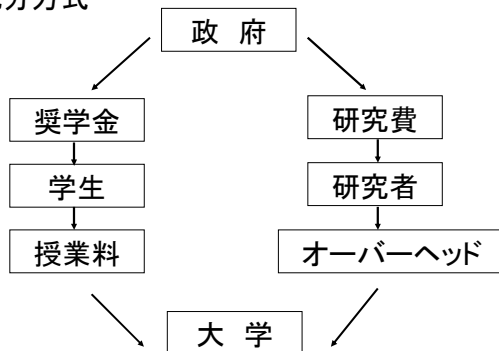 政 府
奨学金
研究費
学生
研究者
授業料
オーバーヘッド
大 学